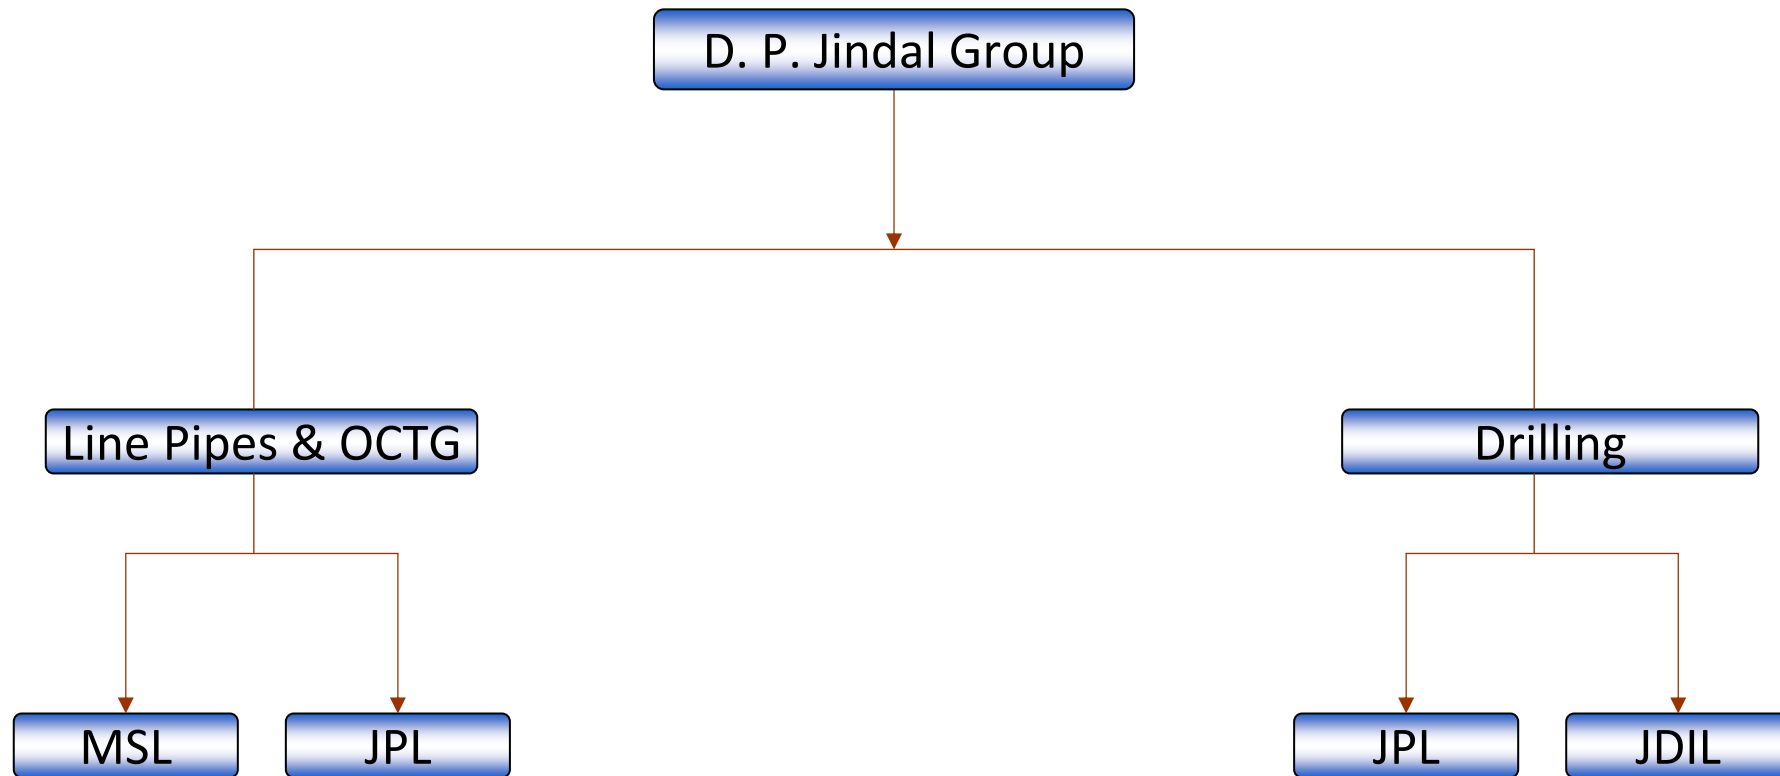 D. P. Jindal Group
Line Pipes & OCTG
Drilling
MSL
JPL
JPL
JDIL